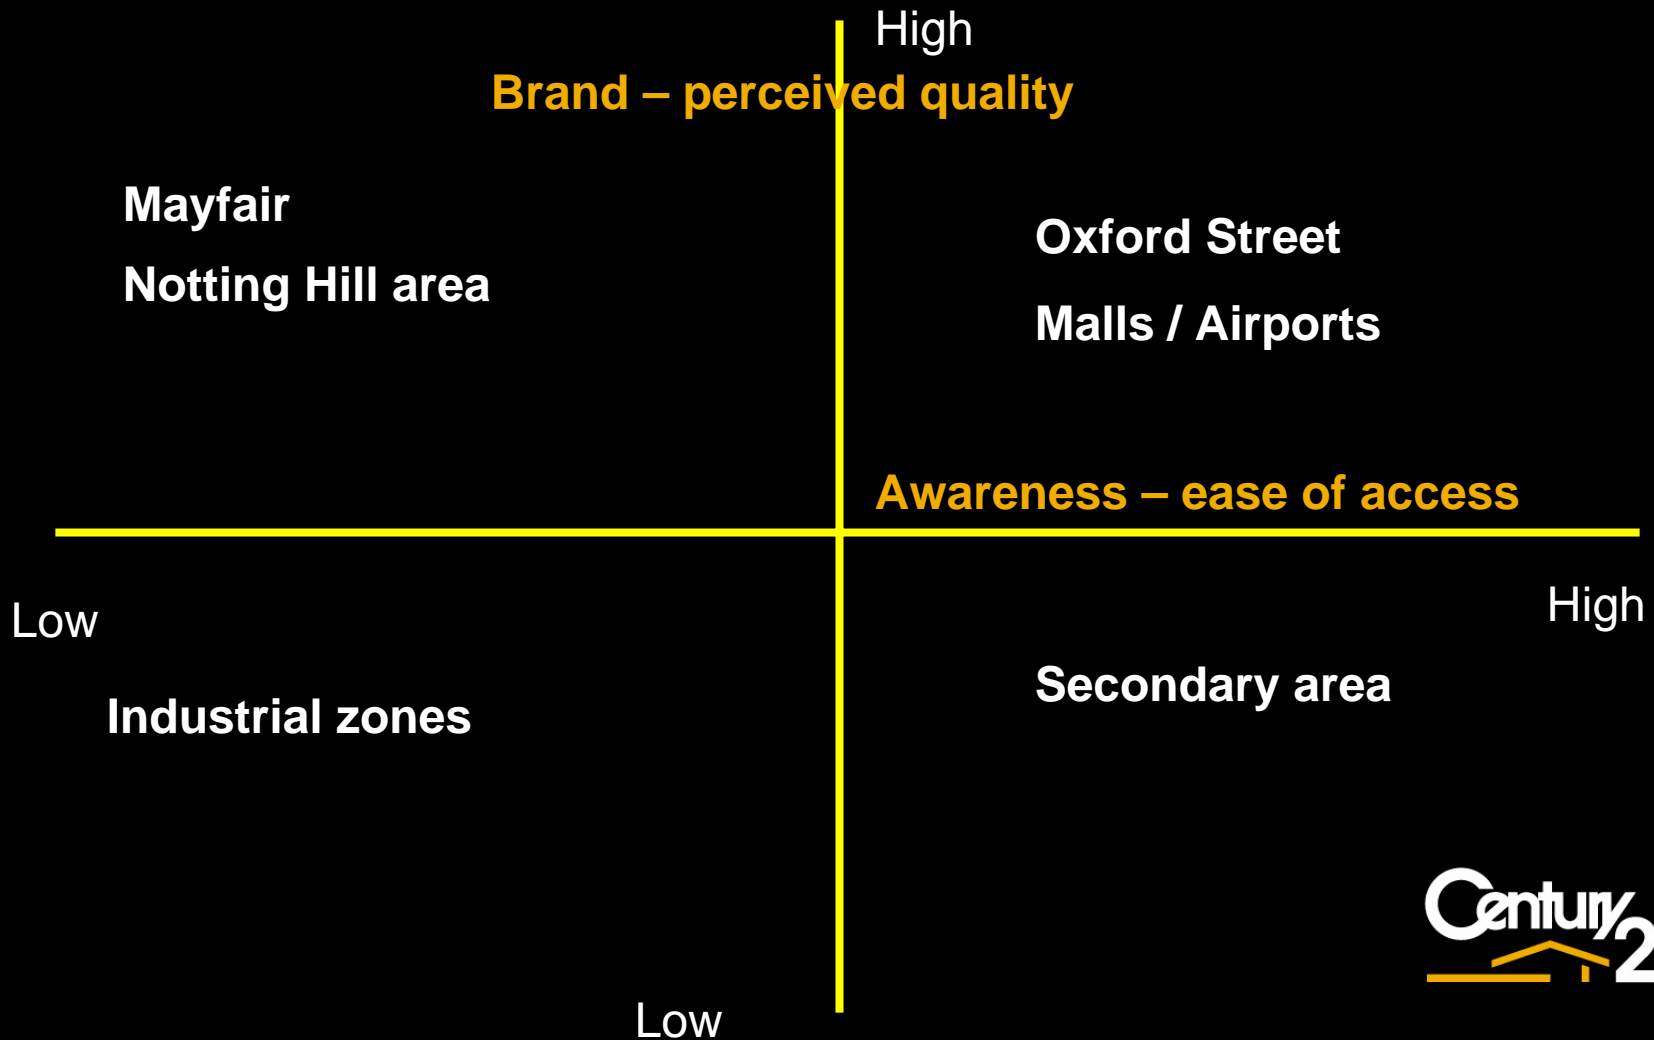 High
Brand – perceived quality
Mayfair
Oxford Street
Notting Hill area
Malls / Airports
Awareness – ease of access
Low
High
Industrial zones
Secondary area
Century
2
Low